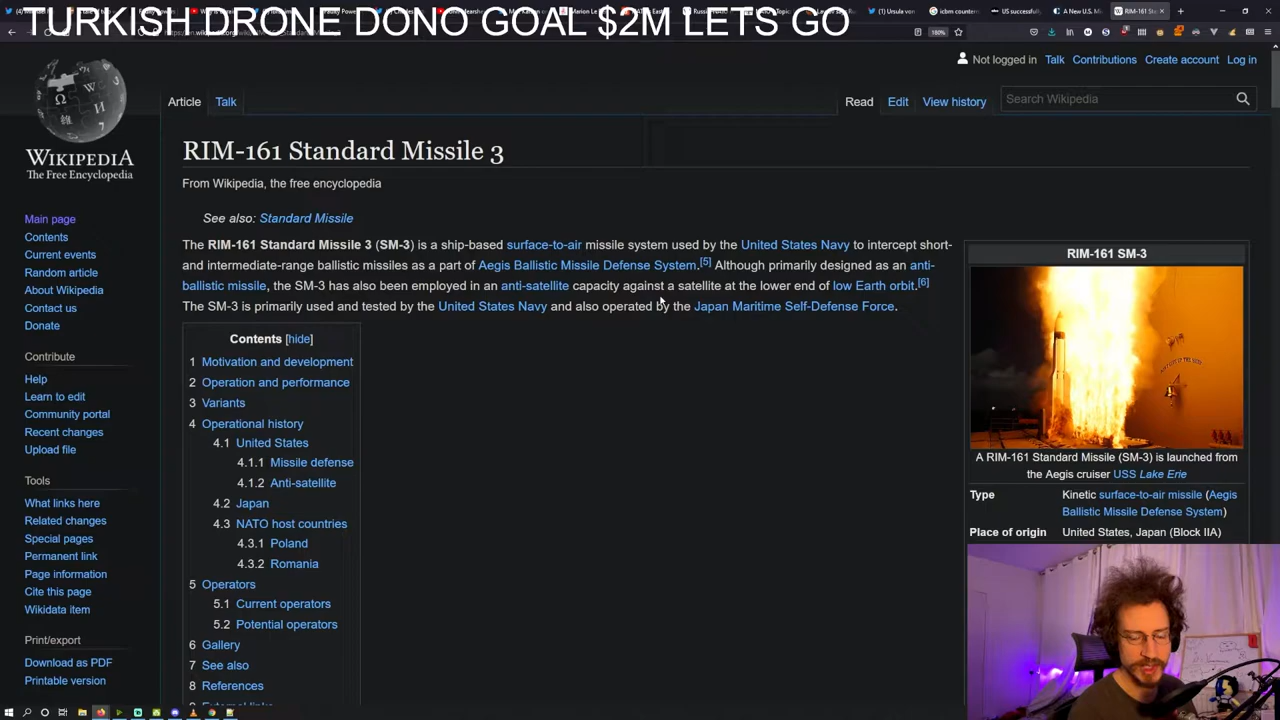 TURKISH DRONE DONO GOAL $2M LETS GO
Ursula von
icbm counterm
US successfully
A New U.S. Mi
RIM-161 Sta
180%
Not logged in Talk Contributions Create account Log in
Article Talk
Read Edit View history
Search Wikipedia
WIKIPEDIA
The Free Encyclopedia
Main page
Contents
Current events
Random article
About Wikipedia
Contact us
Donate
Contribute
Help
Learn to edit
Community portal
Recent changes
Upload file
Tools
What links here
Related changes
Special pages
Permanent link
Page information
Cite this page
Wikidata item
Print/export
Download as PDF
Printable version
RIM-161 Standard Missile 3
From Wikipedia, the free encyclopedia
See also: Standard Missile
The RIM-161 Standard Missile 3 (SM-3) is a ship-based surface-to-air missile system used by the United States Navy to intercept short-
and intermediate-range ballistic missiles as a part of Aegis Ballistic Missile Defense System.[5] Although primarily designed as an anti-
ballistic missile, the SM-3 has also been employed in an anti-satellite capacity against a satellite at the lower end of low Earth orbit.[6]
The SM-3 is primarily used and tested by the United States Navy and also operated by the Japan Maritime Self-Defense Force.
Contents [hide]
1 Motivation and development
2 Operation and performance
3 Variants
4 Operational history
4.1 United States
4.1.1 Missile defense
4.1.2 Anti-satellite
4.2 Japan
4.3 NATO host countries
4.3.1 Poland
4.3.2 Romania
5 Operators
5.1 Current operators
5.2 Potential operators
6 Gallery
7 See also
8 References
RIM-161 SM-3
A RIM-161 Standard Missile (SM-3) is launched from
the Aegis cruiser USS Lake Erie
Type Kinetic surface-to-air missile (Aegis
Ballistic Missile Defense System)
Place of origin United States, Japan (Block IIA)